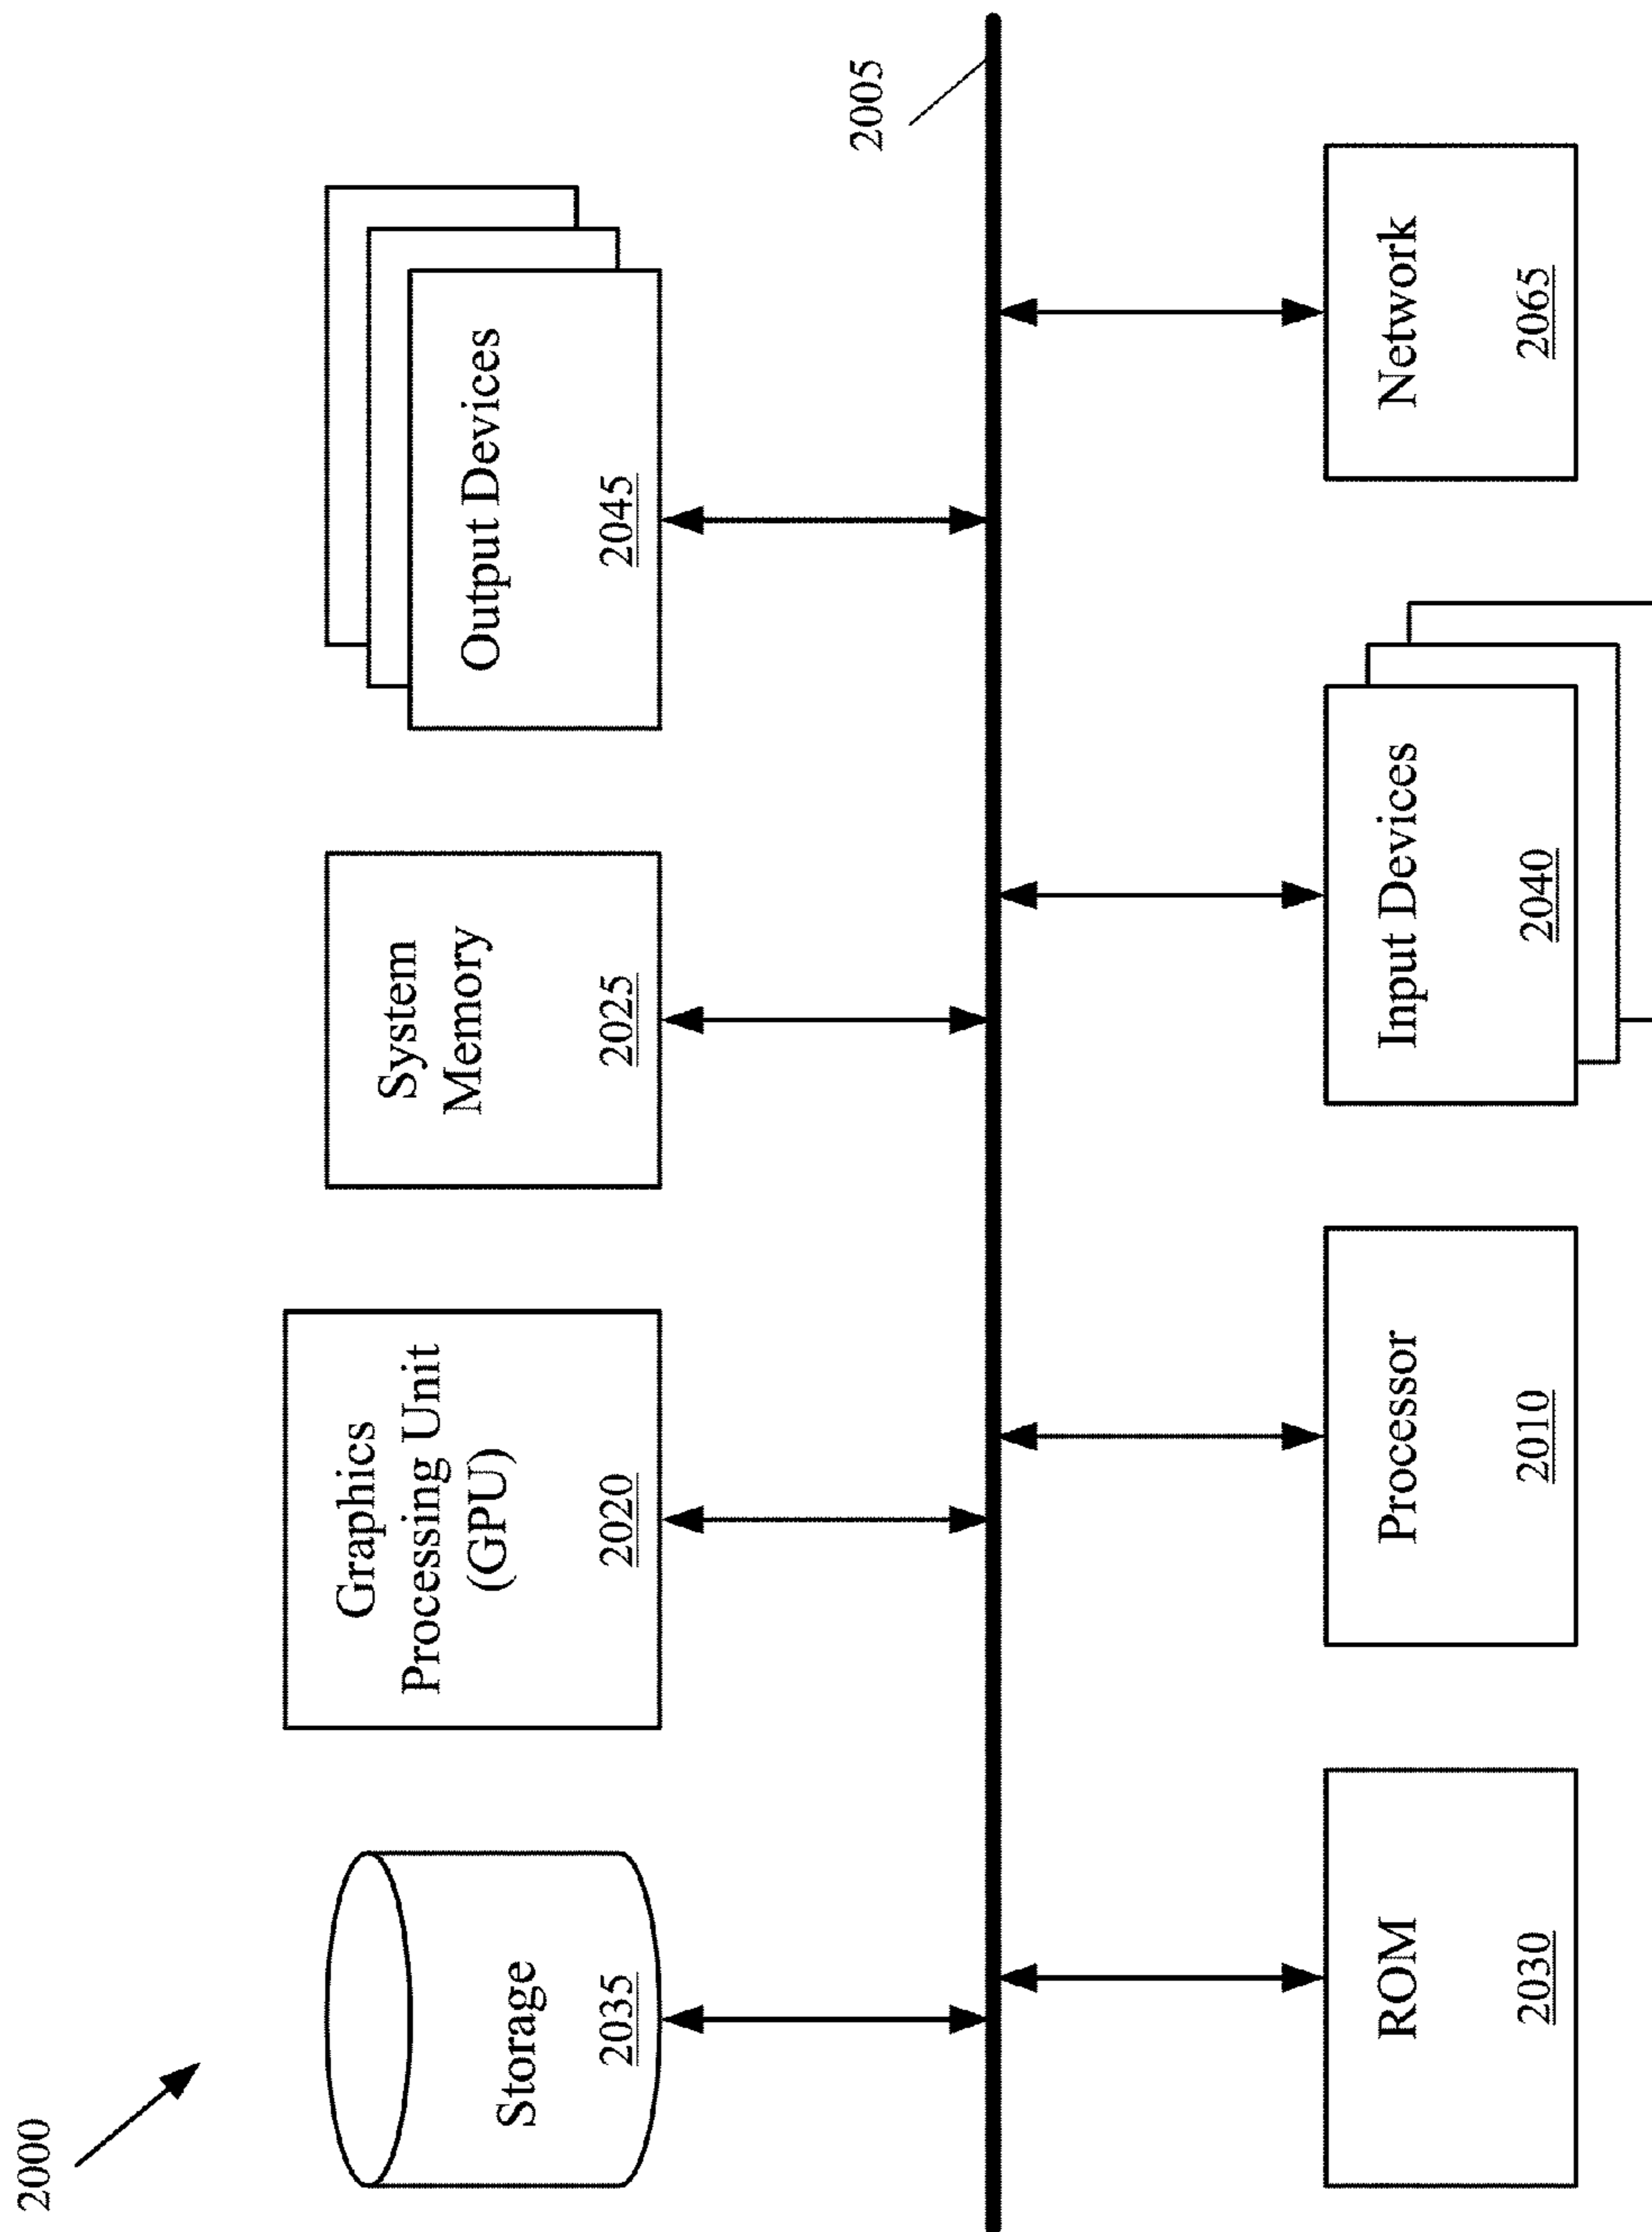 2000
Storage
2035
Graphics
Processing Unit
(GPU)
2020
System
Memory
2025
Output Devices
2045
2005
ROM
2030
Processor
2010
Input Devices
2040
Network
2065